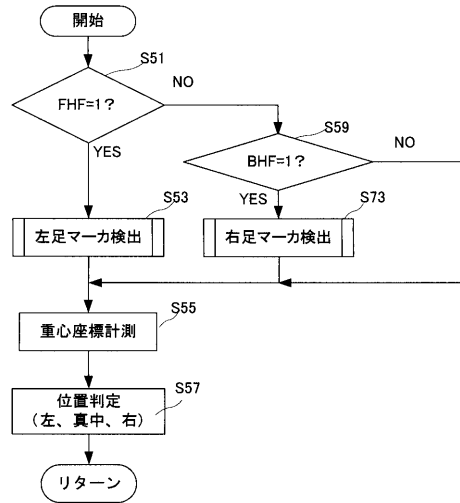 開始
S51
FHF=1?
NO
YES
S59
BHF=1?
NO
YES
S53
左足マーカ検出
S73
右足マーカ検出
S55
重心座標計測
S57
位置判定
(左、真中、右)
リターン